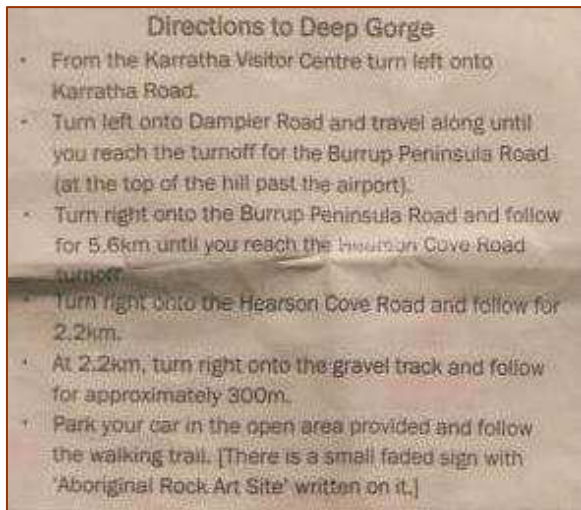 Directions to Deep Gorge
• From the Karratha Visitor Centre turn left onto
Karratha Road.
• Turn left onto Dampier Road and travel along until
you reach the turnoff for the Burrup Peninsula Road
(at the top of the hill past the airport).
• Turn right onto the Burrup Peninsula Road and follow
for 5.6km until you reach the Hearson Cove Road
turnoff
• Turn right onto the Hearson Cove Road and follow for
2.2km.
• At 2.2km, turn right onto the gravel track and follow
for approximately 300m.
• Park your car in the open area provided and follow
the walking trail. [There is a small faded sign with
'Aboriginal Rock Art Site' written on it.]